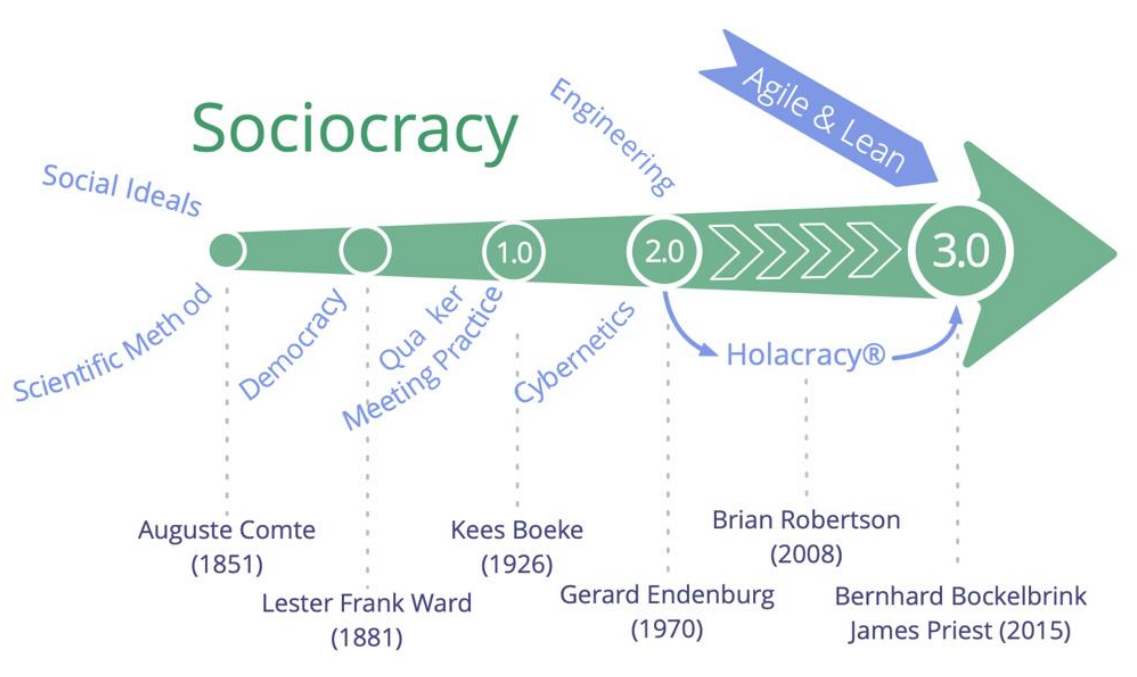 Sociocracy
Social Ideals
Scientific Method
Democracy
Qua ker
Meeting Practice
1.0
Cybernetics
Engineering
2.0
Agile & Lean
3.0
Holacracy®
Auguste Comte
(1851)
Lester Frank Ward
(1881)
Kees Boeke
(1926)
Gerard Endenburg
(1970)
Brian Robertson
(2008)
Bernhard Bockelbrink
James Priest (2015)